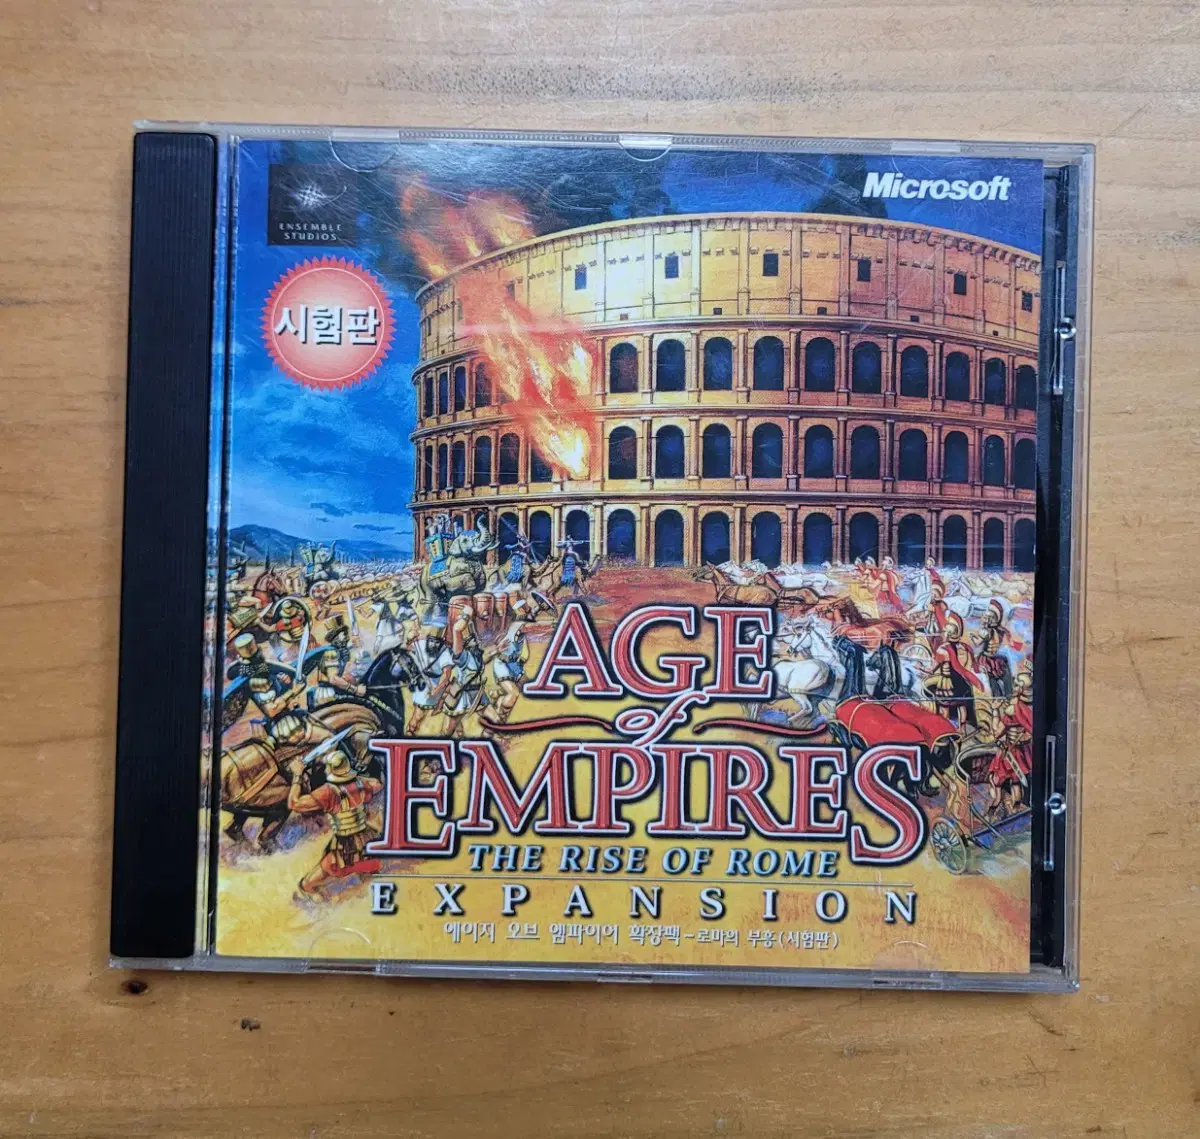 Microsoft
ENSEMBLE
STUDIOS
시험판
AGE
of
EMPIRES
THE RISE OF ROME
EXPANSION
에이지 오브 엠파이어 확장팩 - 로마의 부흥(시험판)